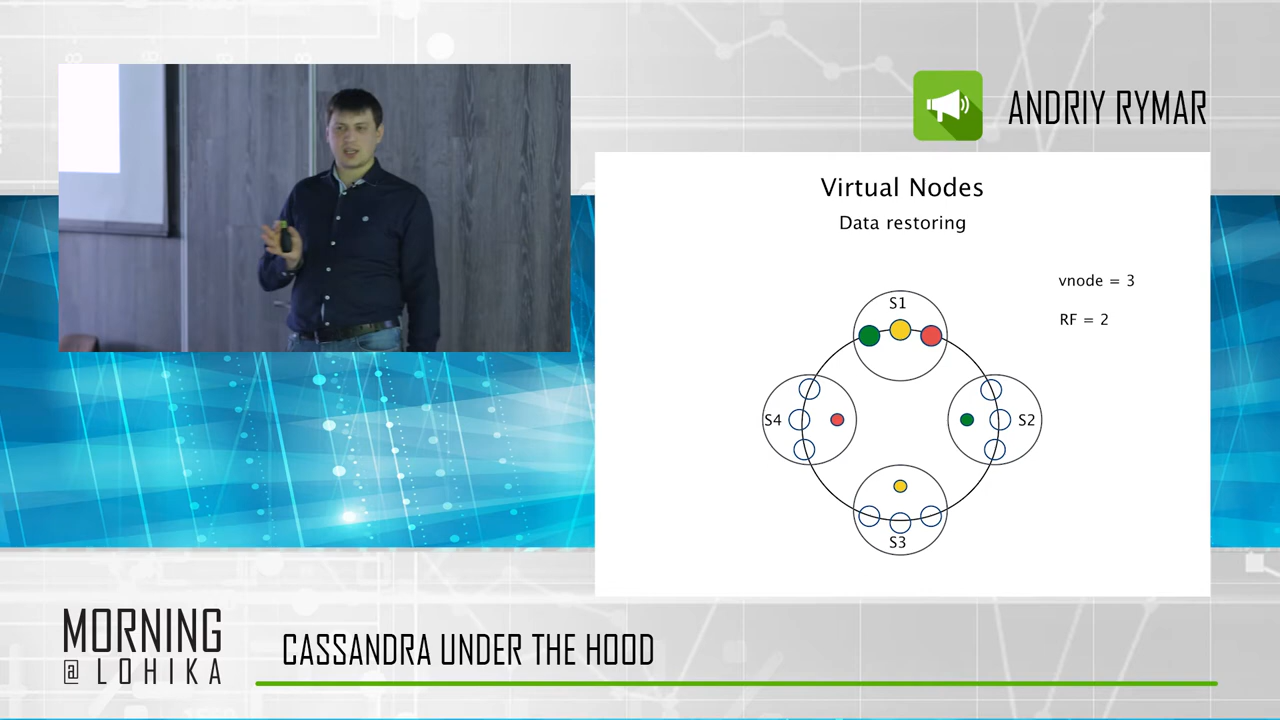 ANDRIY RYMAR
Virtual Nodes
Data restoring
vnode = 3
RF = 2
S1
S4
S2
S3
MORNING
@ LOHIKA
CASSANDRA UNDER THE HOOD